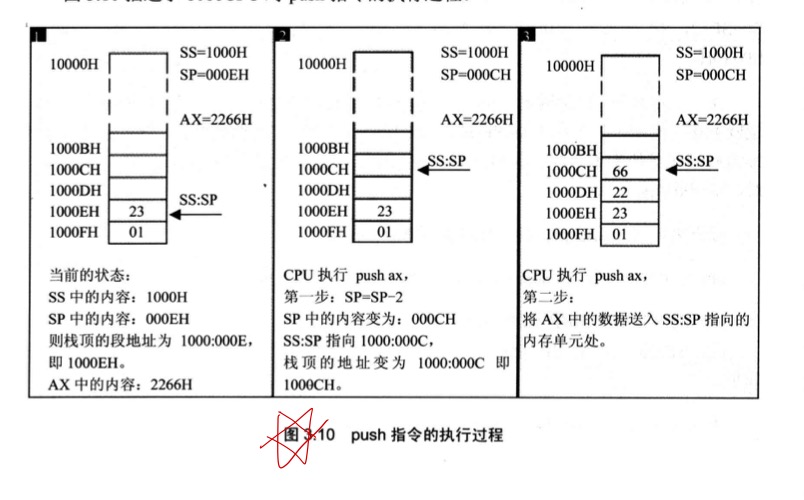 1
10000H
SS=1000H
SP=000EH
AX=2266H
1000BH
1000CH
1000DH
SS:SP
1000EH 23
1000FH 01
当前的状态：
SS 中的内容：1000H
SP 中的内容：000EH
则栈顶的段地址为 1000:000E，
即 1000EH。
AX 中的内容：2266H
2
10000H
SS=1000H
SP=000CH
AX=2266H
1000BH
1000CH
SS:SP
1000DH
1000EH 23
1000FH 01
CPU 执行 push ax，
第一步：SP=SP-2
SP 中的内容变为：000CH
SS:SP 指向 1000:000C，
栈顶的地址变为 1000:000C 即
1000CH。
3
10000H
SS=1000H
SP=000CH
AX=2266H
1000BH
1000CH 66
SS:SP
1000DH 22
1000EH 23
1000FH 01
CPU 执行 push ax，
第二步：
将 AX 中的数据送入 SS:SP 指向的
内存单元处。
图 3.10 push 指令的执行过程